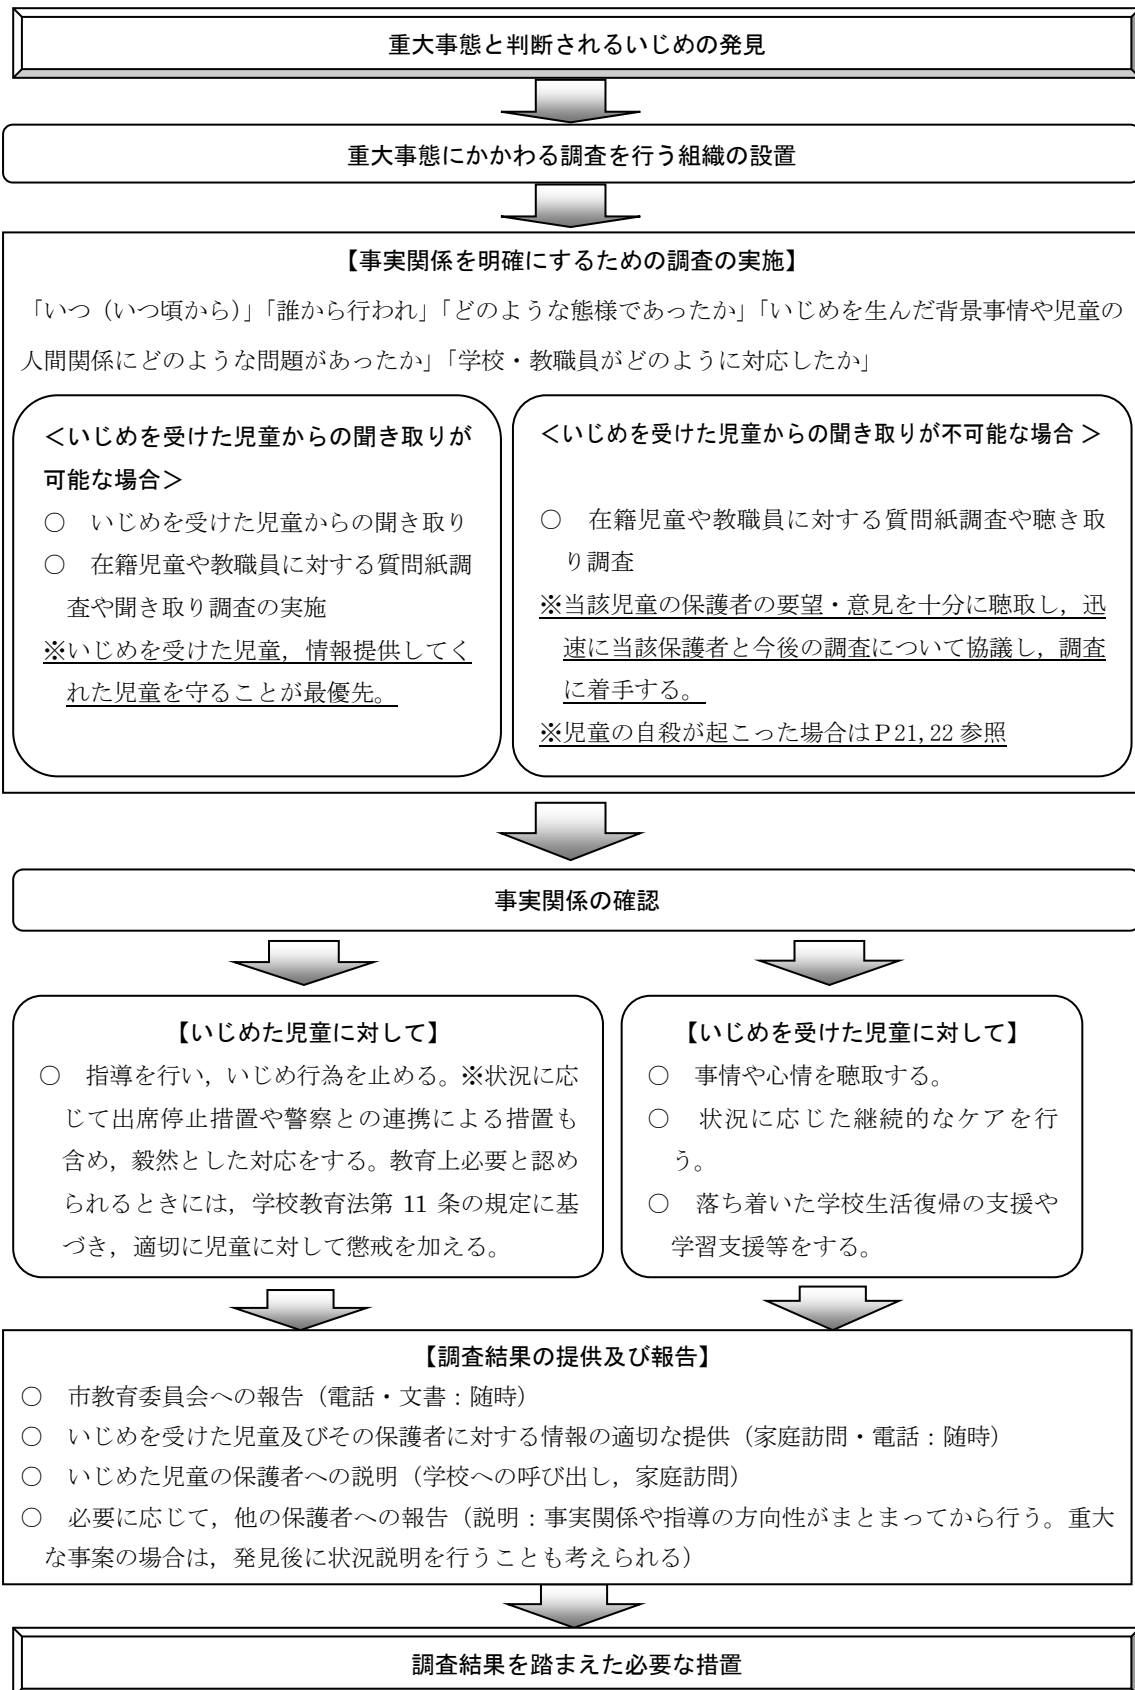 重大事態と判断されるいじめの発見
重大事態にかかわる調査を行う組織の設置
【事実関係を明確にするための調査の実施】
「いつ（いつ頃から）」「誰から行われ」「どのような態様であったか」「いじめを生んだ背景事情や児童の
人間関係にどのような問題があったか」「学校・教職員がどのように対応したか」
＜いじめを受けた児童からの聞き取りが
可能な場合＞
○　いじめを受けた児童からの聞き取り
○　在籍児童や教職員に対する質問紙調
査や聞き取り調査の実施
※いじめを受けた児童，情報提供してく
れた児童を守ることが最優先。
＜いじめを受けた児童からの聞き取りが不可能な場合 ＞
○　在籍児童や教職員に対する質問紙調査や聴き取
り調査
※当該児童の保護者の要望・意見を十分に聴取し，迅
速に当該保護者と今後の調査について協議し，調査
に着手する。
※児童の自殺が起こった場合はＰ21,22 参照
事実関係の確認
【いじめた児童に対して】
○　指導を行い，いじめ行為を止める。※状況に応
じて出席停止措置や警察との連携による措置も
含め，毅然とした対応をする。教育上必要と認め
られるときには，学校教育法第 11 条の規定に基
づき，適切に児童に対して懲戒を加える。
【いじめを受けた児童に対して】
○　事情や心情を聴取する。
○　状況に応じた継続的なケアを行
う。
○　落ち着いた学校生活復帰の支援や
学習支援等をする。
【調査結果の提供及び報告】
○　市教育委員会への報告（電話・文書：随時）
○　いじめを受けた児童及びその保護者に対する情報の適切な提供（家庭訪問・電話：随時）
○　いじめた児童の保護者への説明（学校への呼び出し，家庭訪問）
○　必要に応じて，他の保護者への報告（説明：事実関係や指導の方向性がまとまってから行う。重大
な事案の場合は，発見後に状況説明を行うことも考えられる）
調査結果を踏まえた必要な措置